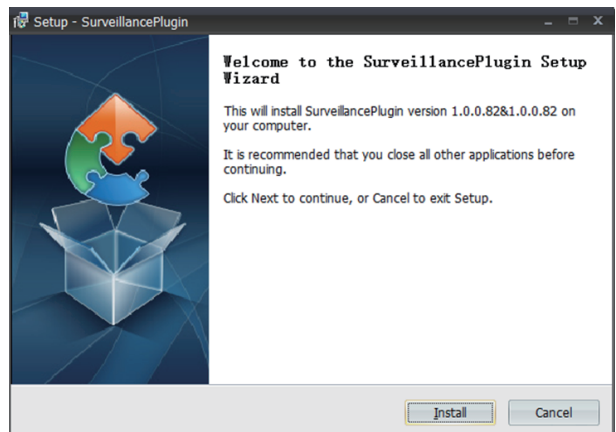 Setup - SurveillancePlugin
Welcome to the SurveillancePlugin Setup
Wizard
This will install SurveillancePlugin version 1.0.0.82&1.0.0.82 on
your computer.
It is recommended that you close all other applications before
continuing.
Click Next to continue, or Cancel to exit Setup.
Install
Cancel